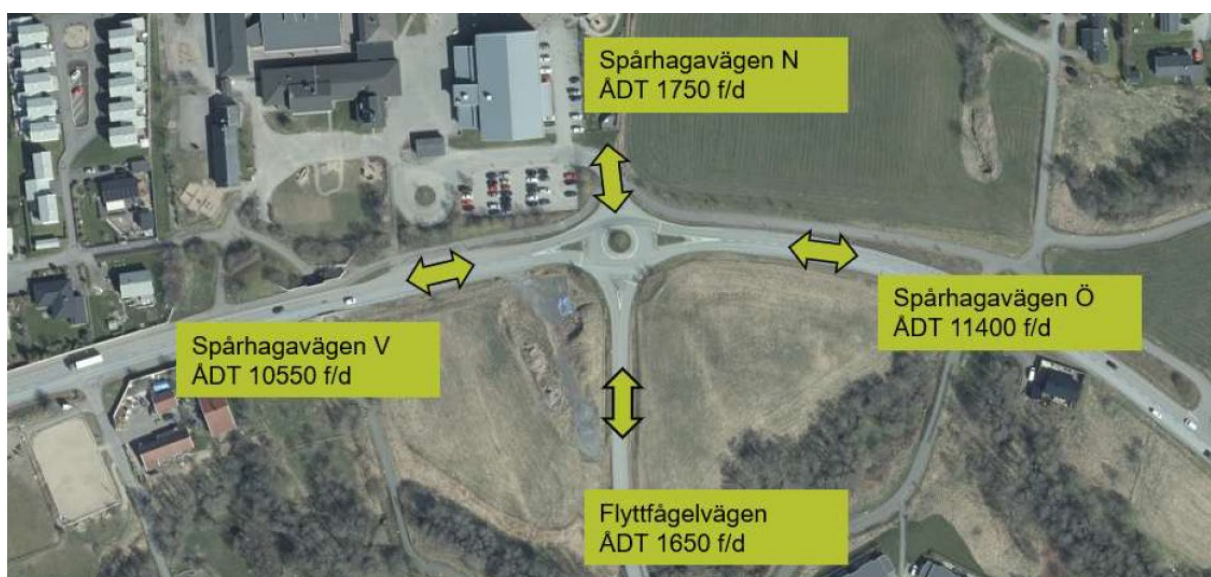 Spårhagavägen N
ÅDT 1750 f/d
Spårhagavägen Ö
ÅDT 11400 f/d
Spårhagavägen V
ÅDT 10550 f/d
Flyttfågelvägen
ÅDT 1650 f/d